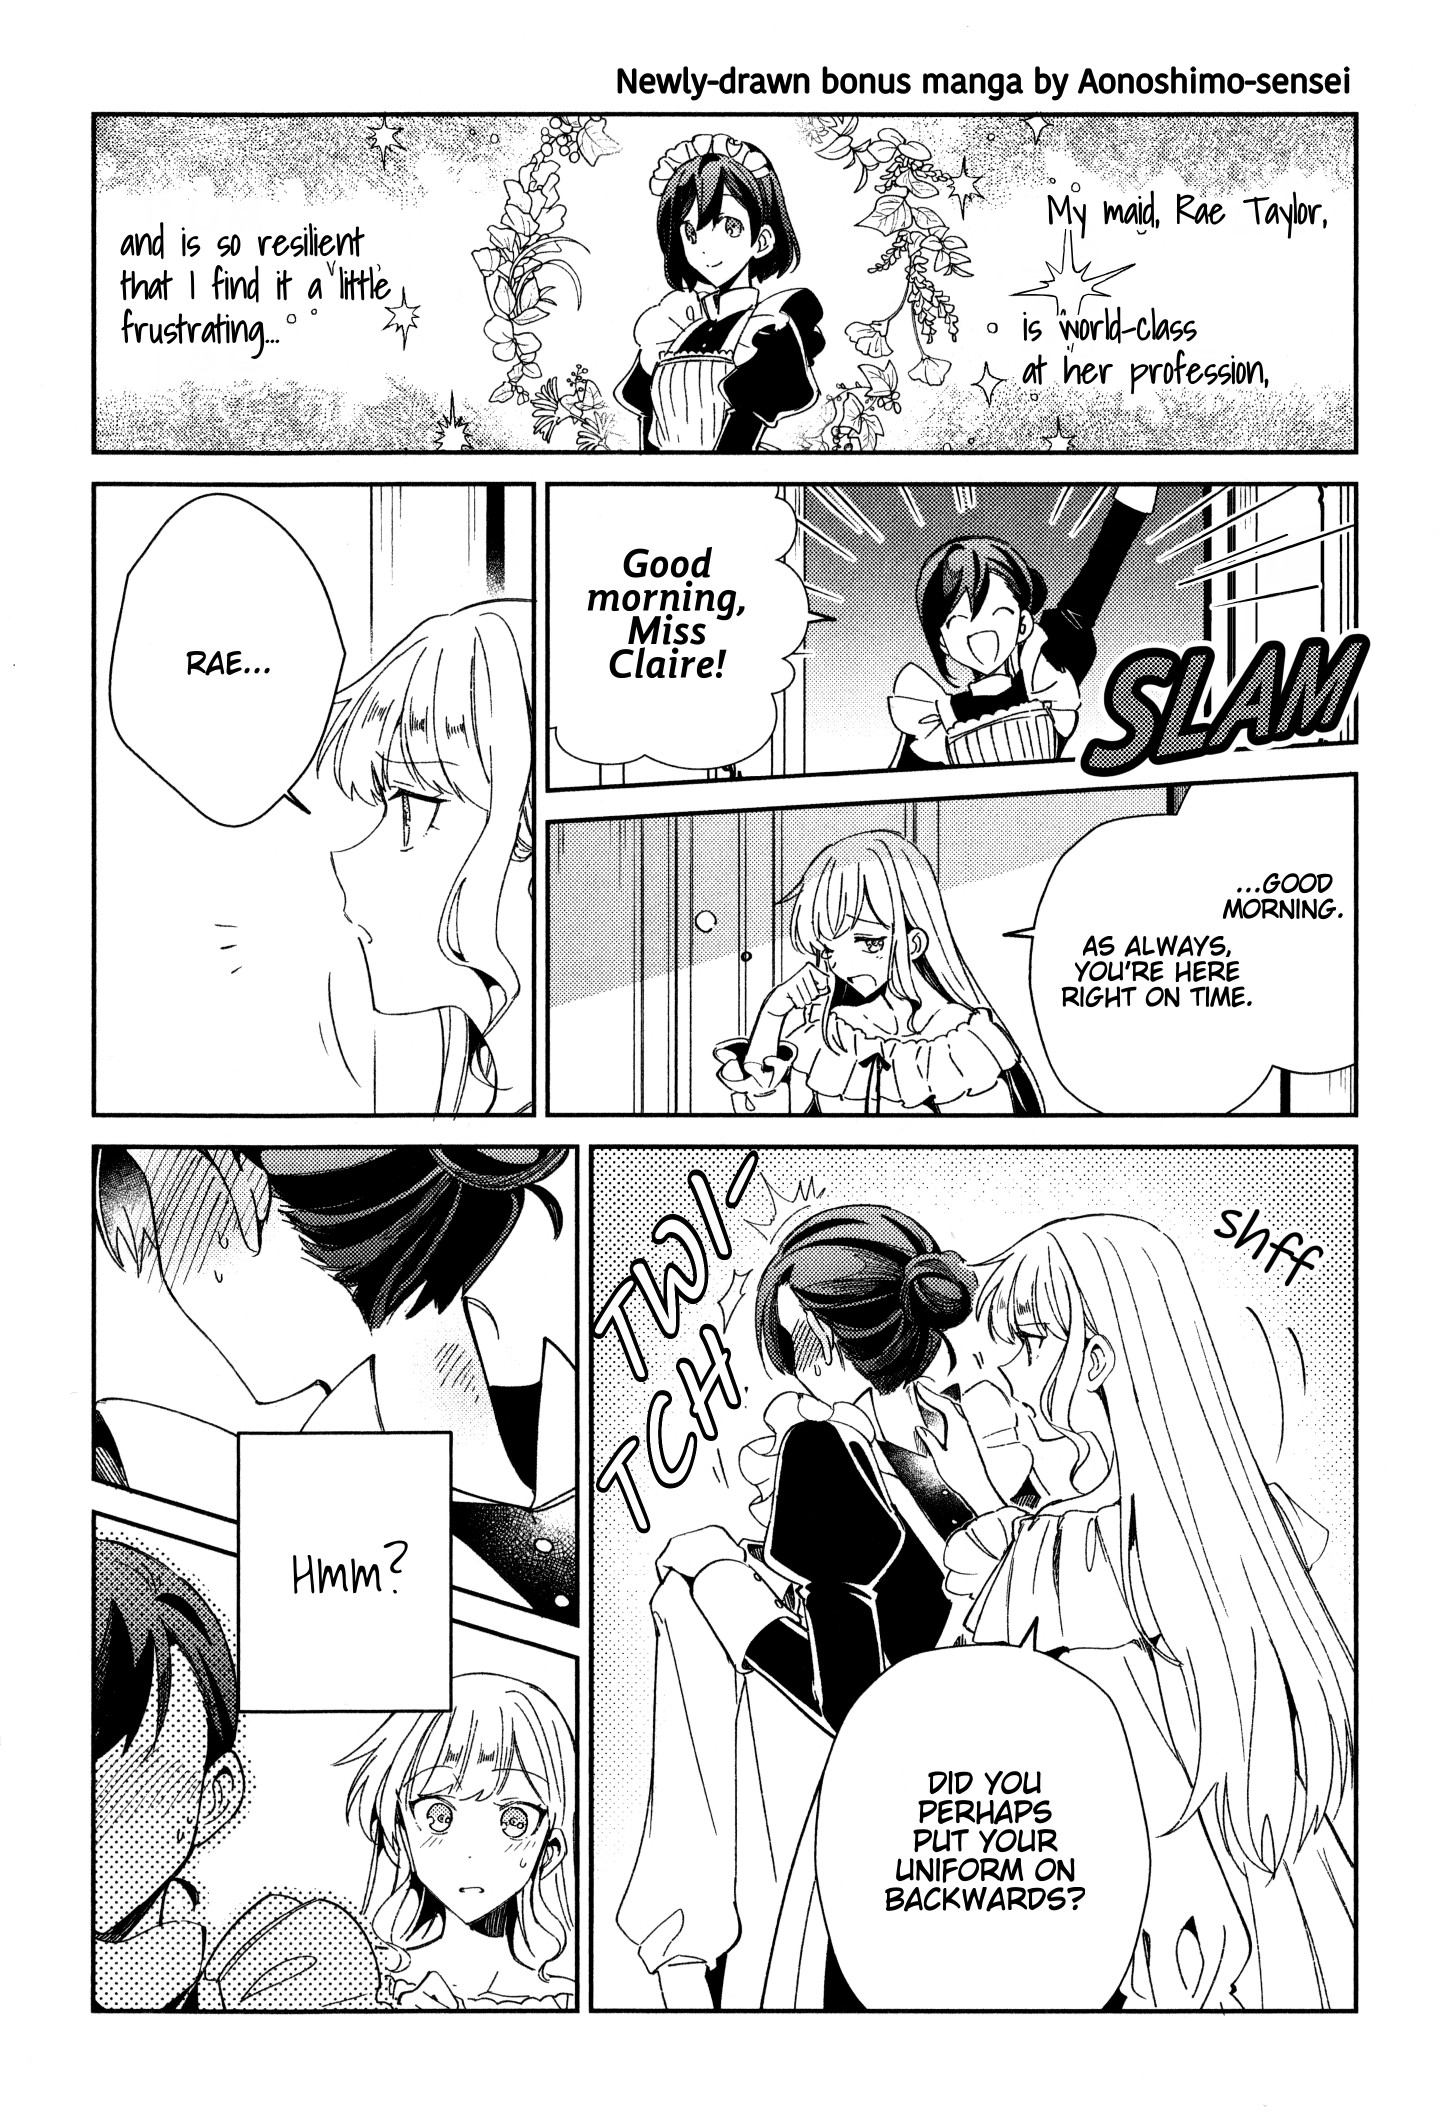 Newly-drawn bonus manga by Aonoshimo-sensei
My maid, Rae Taylor,
is world-class
at her profession,
and is so resilient
that I find it a little
frustrating...
Good
morning,
Miss
Claire!
SLAM
...GOOD
MORNING.
AS ALWAYS,
YOU'RE HERE
RIGHT ON TIME.
RAE...
shff
TWI-
TCH
DID YOU
PERHAPS
PUT YOUR
UNIFORM ON
BACKWARDS?
Hmm?